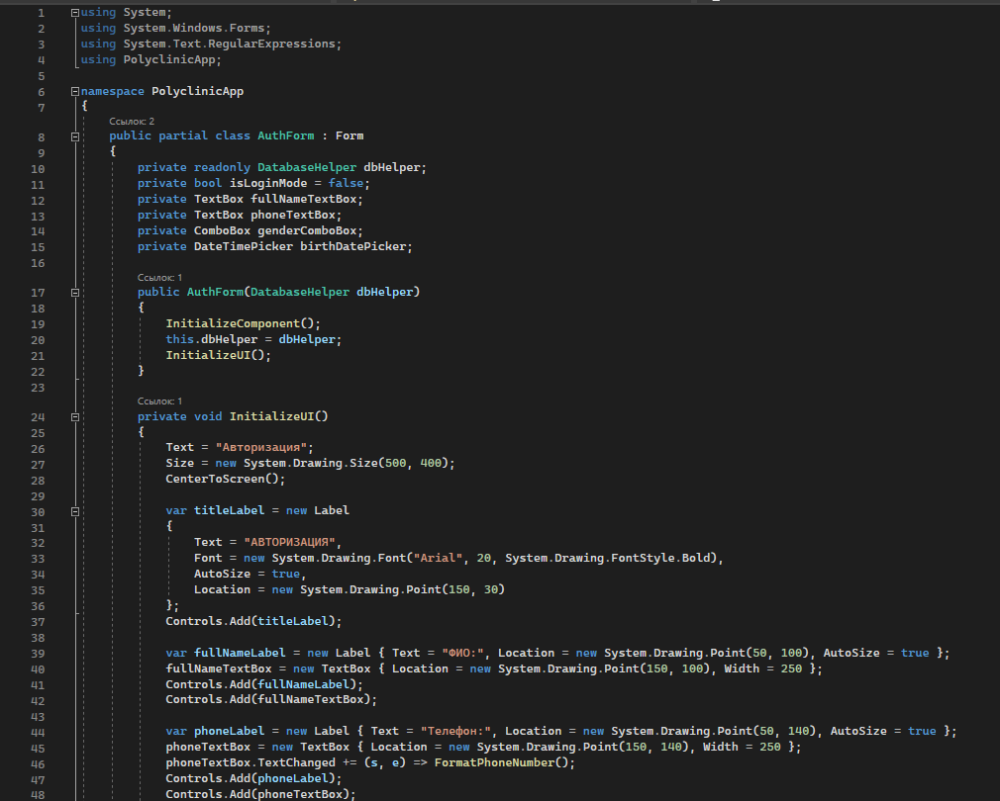 1 using System;
2 using System.Windows.Forms;
3 using System.Text.RegularExpressions;
4 using PolyclinicApp;
5
6 namespace PolyclinicApp
7 {
Ссылок: 2
8 public partial class AuthForm : Form
9 {
10 private readonly DatabaseHelper dbHelper;
11 private bool isLoginMode = false;
12 private TextBox fullNameTextBox;
13 private TextBox phoneTextBox;
14 private ComboBox genderComboBox;
15 private DateTimePicker birthDatePicker;
16
Ссылок: 1
17 public AuthForm(DatabaseHelper dbHelper)
18 {
19 InitializeComponent();
20 this.dbHelper = dbHelper;
21 InitializeUI();
22 }
23
Ссылок: 1
24 private void InitializeUI()
25 {
26 Text = "Авторизация";
27 Size = new System.Drawing.Size(500, 400);
28 CenterToScreen();
29
30 var titleLabel = new Label
31 {
32 Text = "АВТОРИЗАЦИЯ",
33 Font = new System.Drawing.Font("Arial", 20, System.Drawing.FontStyle.Bold),
34 AutoSize = true,
35 Location = new System.Drawing.Point(150, 30)
36 };
37 Controls.Add(titleLabel);
38
39 var fullNameLabel = new Label { Text = "ФИО:", Location = new System.Drawing.Point(50, 100), AutoSize = true };
40 fullNameTextBox = new TextBox { Location = new System.Drawing.Point(150, 100), Width = 250 };
41 Controls.Add(fullNameLabel);
42 Controls.Add(fullNameTextBox);
43
44 var phoneLabel = new Label { Text = "Телефон:", Location = new System.Drawing.Point(50, 140), AutoSize = true };
45 phoneTextBox = new TextBox { Location = new System.Drawing.Point(150, 140), Width = 250 };
46 phoneTextBox.TextChanged += (s, e) => FormatPhoneNumber();
47 Controls.Add(phoneLabel);
48 Controls.Add(phoneTextBox);